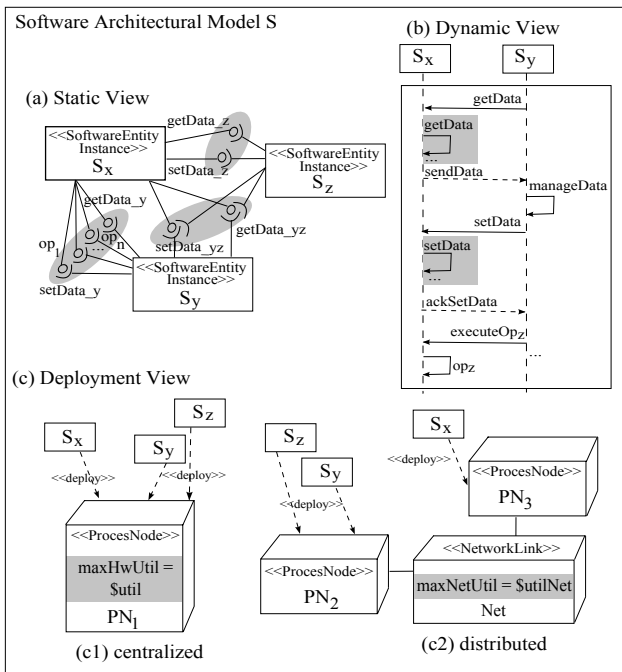 Software Architectural Model S
(b) Dynamic View
Sx
Sy
getData
getData
...
sendData
manageData
setData
setData
...
ackSetData
executeOpz
...
opz
(a) Static View
getData_z
<<SoftwareEntity
Instance>>
Sx
setData_z
<<SoftwareEntity
Instance>>
Sz
getData_y
op1
opn
...
setData_y
getData_yz
setData_yz
<<SoftwareEntity
Instance>>
Sy
(c) Deployment View
Sx
Sy
Sz
<<deploy>>
<<deploy>>
<<ProcesNode>>
maxHwUtil =
$util
PN1
(c1) centralized
Sz
Sy
<<deploy>>
<<deploy>>
<<ProcesNode>>
PN2
Sx
<<deploy>>
<<ProcesNode>>
PN3
<<NetworkLink>>
maxNetUtil = $utilNet
Net
(c2) distributed